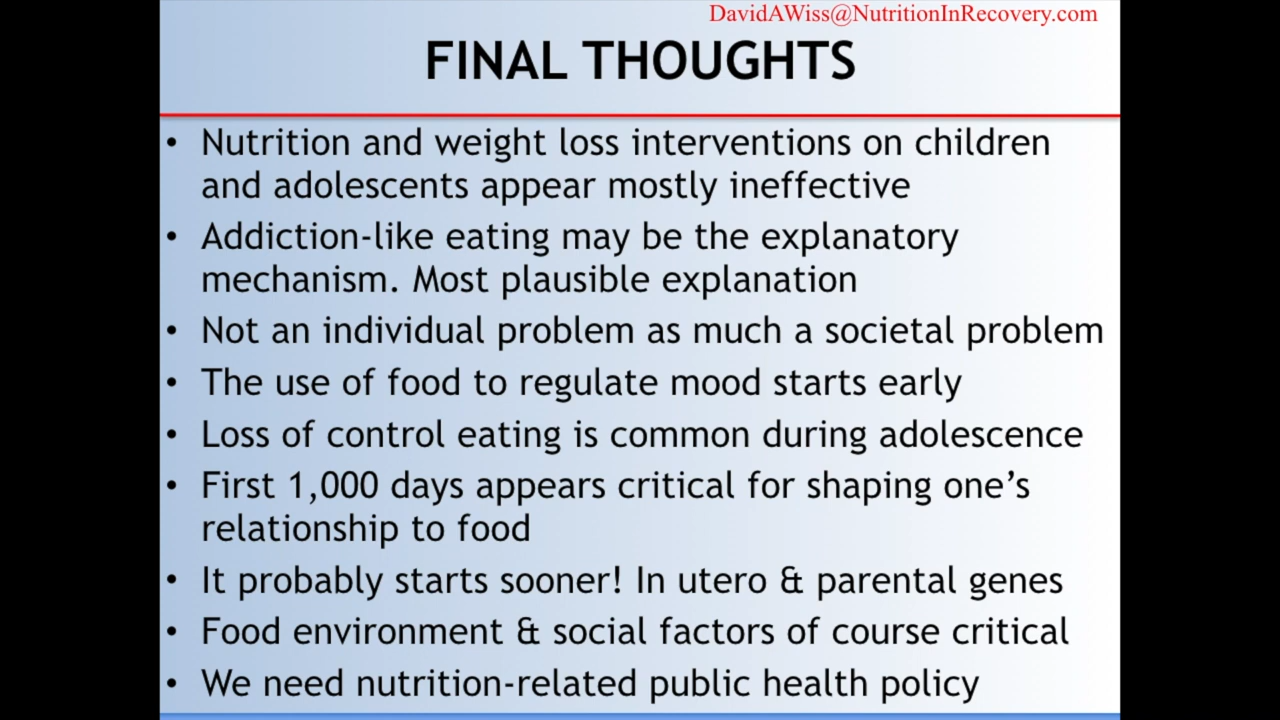 DavidAWiss@NutritionInRecovery.com
FINAL THOUGHTS
• Nutrition and weight loss interventions on children
and adolescents appear mostly ineffective
• Addiction-like eating may be the explanatory
mechanism. Most plausible explanation
• Not an individual problem as much a societal problem
• The use of food to regulate mood starts early
• Loss of control eating is common during adolescence
• First 1,000 days appears critical for shaping one’s
relationship to food
• It probably starts sooner! In utero & parental genes
• Food environment & social factors of course critical
• We need nutrition-related public health policy